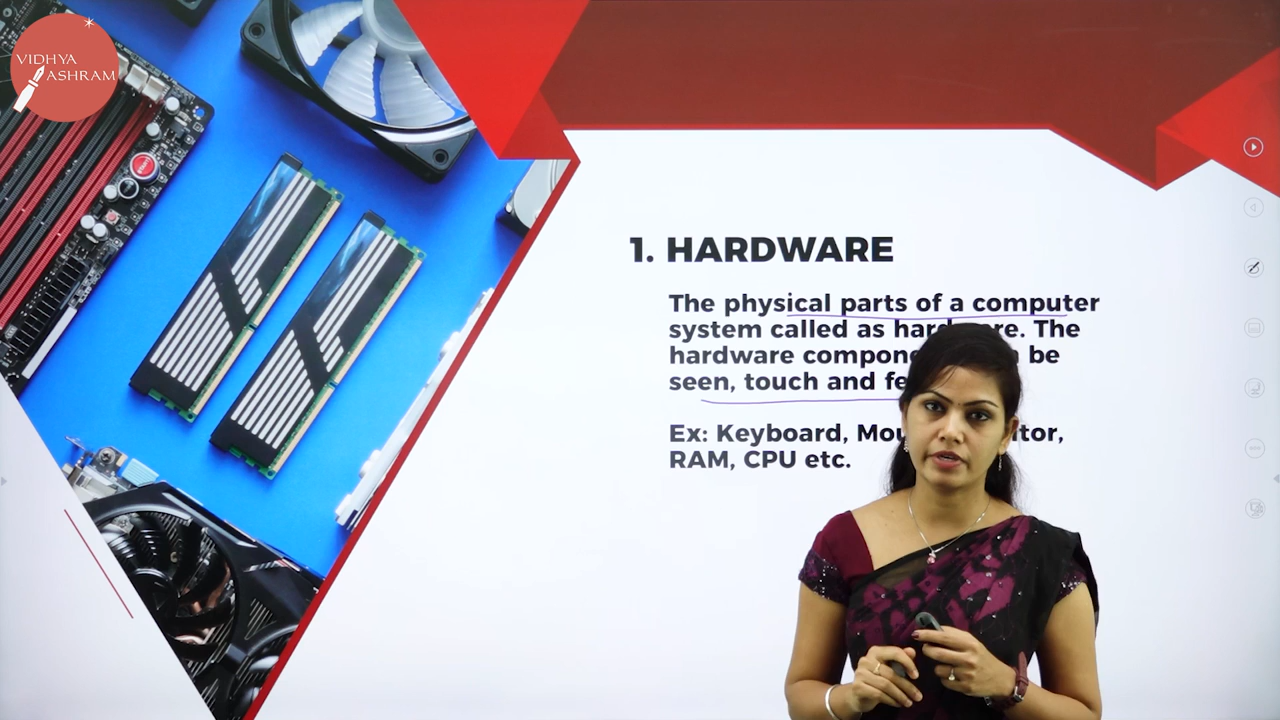 VIDHYA
ASHRAM
1. HARDWARE
The physical parts of a computer
system called as hardware. The
hardware be
seen, touch and
Ex: Keyboard,
RAM, CPU etc.